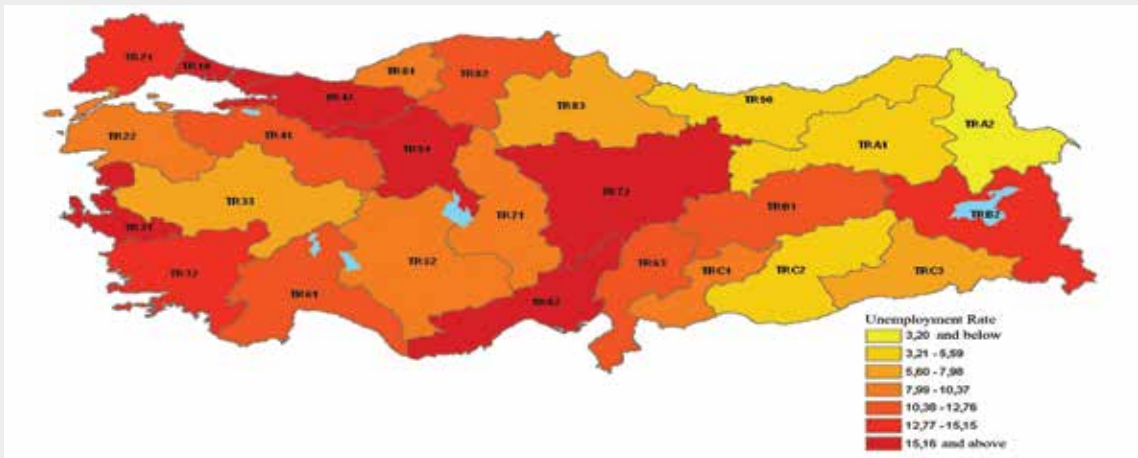 TR21
TR10
TR81
TR82
TR42
TR83
TR90
TRA2
TR22
TR41
TRA1
TR51
TR72
TR33
TR71
TRB1
TRB2
TR31
TR52
TR32
TR63
TRC1
TRC2
TRC3
TR61
TR62
Unemployment Rate
3,20 and below
3,21 - 5,59
5,60 - 7,98
7,99 - 10,37
10,38 - 12,76
12,77 - 15,15
15,16 and above